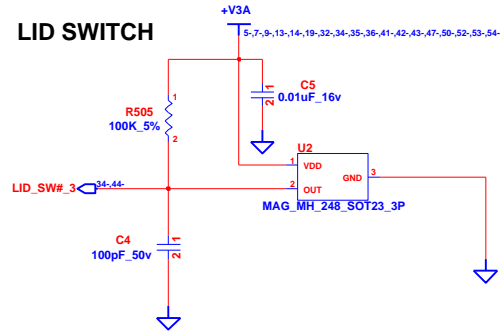 +V3A
LID SWITCH
5-,7-,9-,13-,14-,19-,32-,34-,35-,36-,41-,42-,43-,47-,50-,52-,53-,54-
C5
0.01uF_16v
1
2
1
R505
100K_5%
2
U2
1 VDD
GND 3
LID_SW#_3 34-,44-
2 OUT
MAG_MH_248_SOT23_3P
C4
100pF_50v
1
2